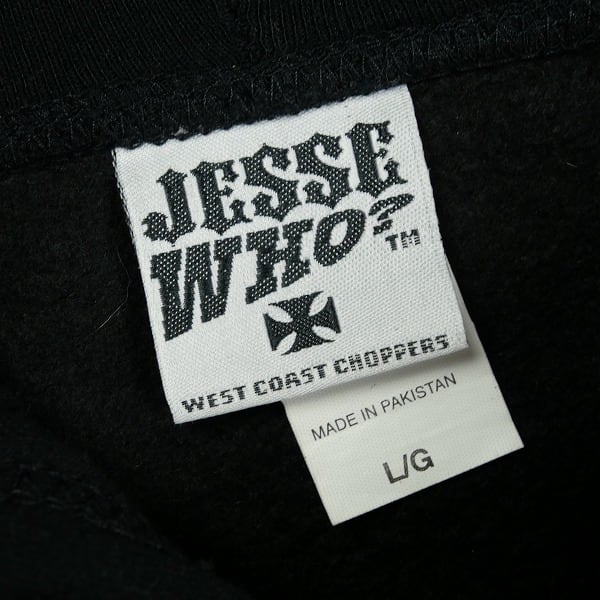 JESSE
WHO?™
WEST COAST CHOPPERS
MADE IN PAKISTAN
L/G